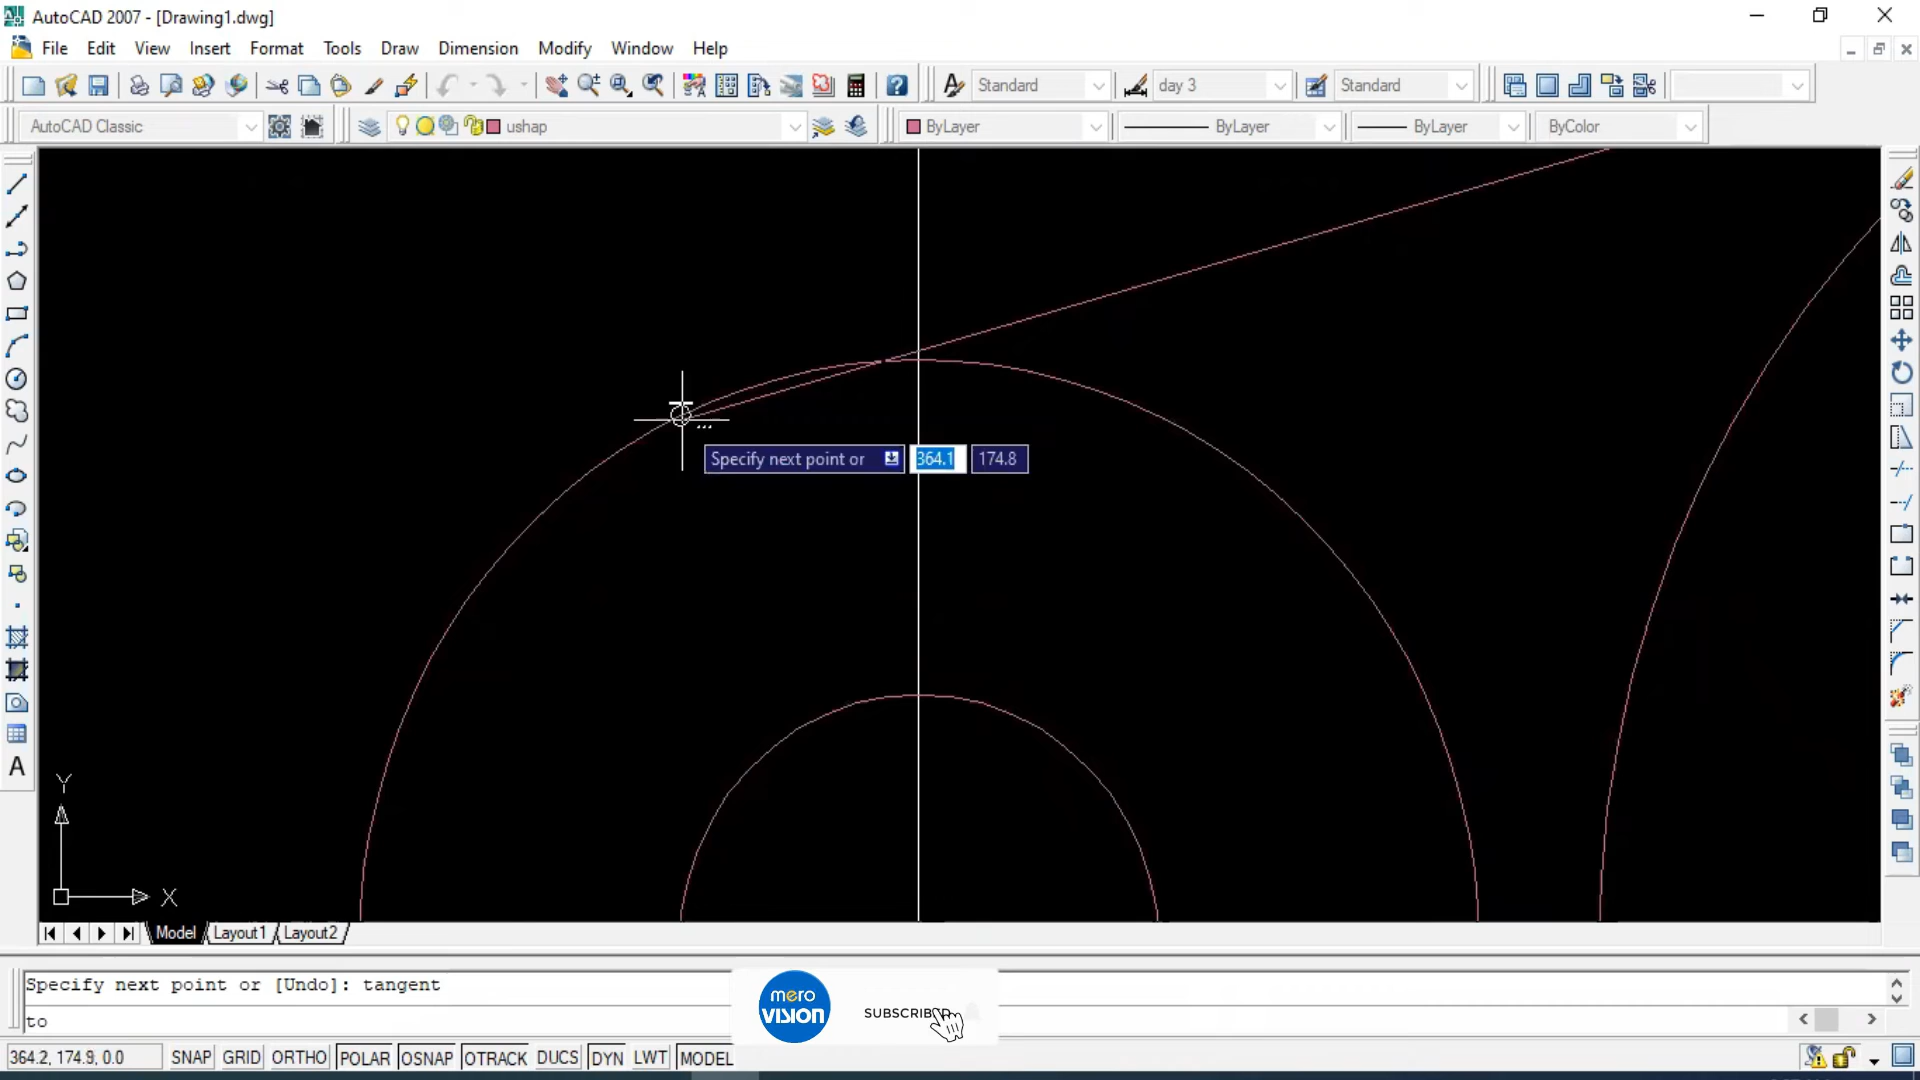 AutoCAD 2007 - [Drawing1.dwg]
File Edit View Insert Format Tools Draw Dimension Modify Window Help
Standard day 3 Standard
AutoCAD Classic ushap ByLayer ByLayer ByLayer ByColor
Specify next point or 364.1 174.8
Y
X
Model Layout1 Layout2
Specify next point or [Undo]: tangent
to
mero
VISION
SUBSCRIBED
364.2, 174.9, 0.0 SNAP GRID ORTHO POLAR OSNAP OTRACK DUCS DYN LWT MODEL
A